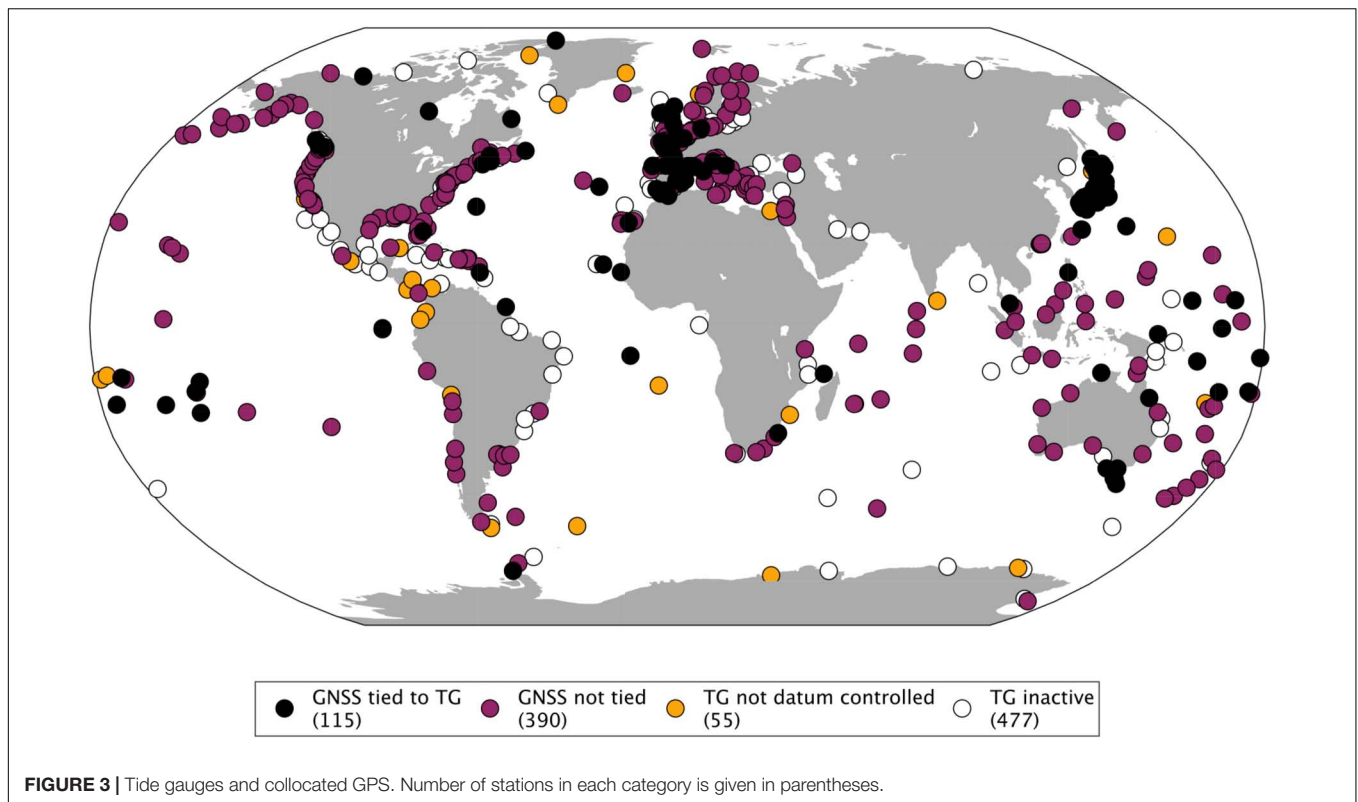 GNSS tied to TG
(115)
GNSS not tied
(390)
TG not datum controlled
(55)
TG inactive
(477)
FIGURE 3 | Tide gauges and collocated GPS. Number of stations in each category is given in parentheses.